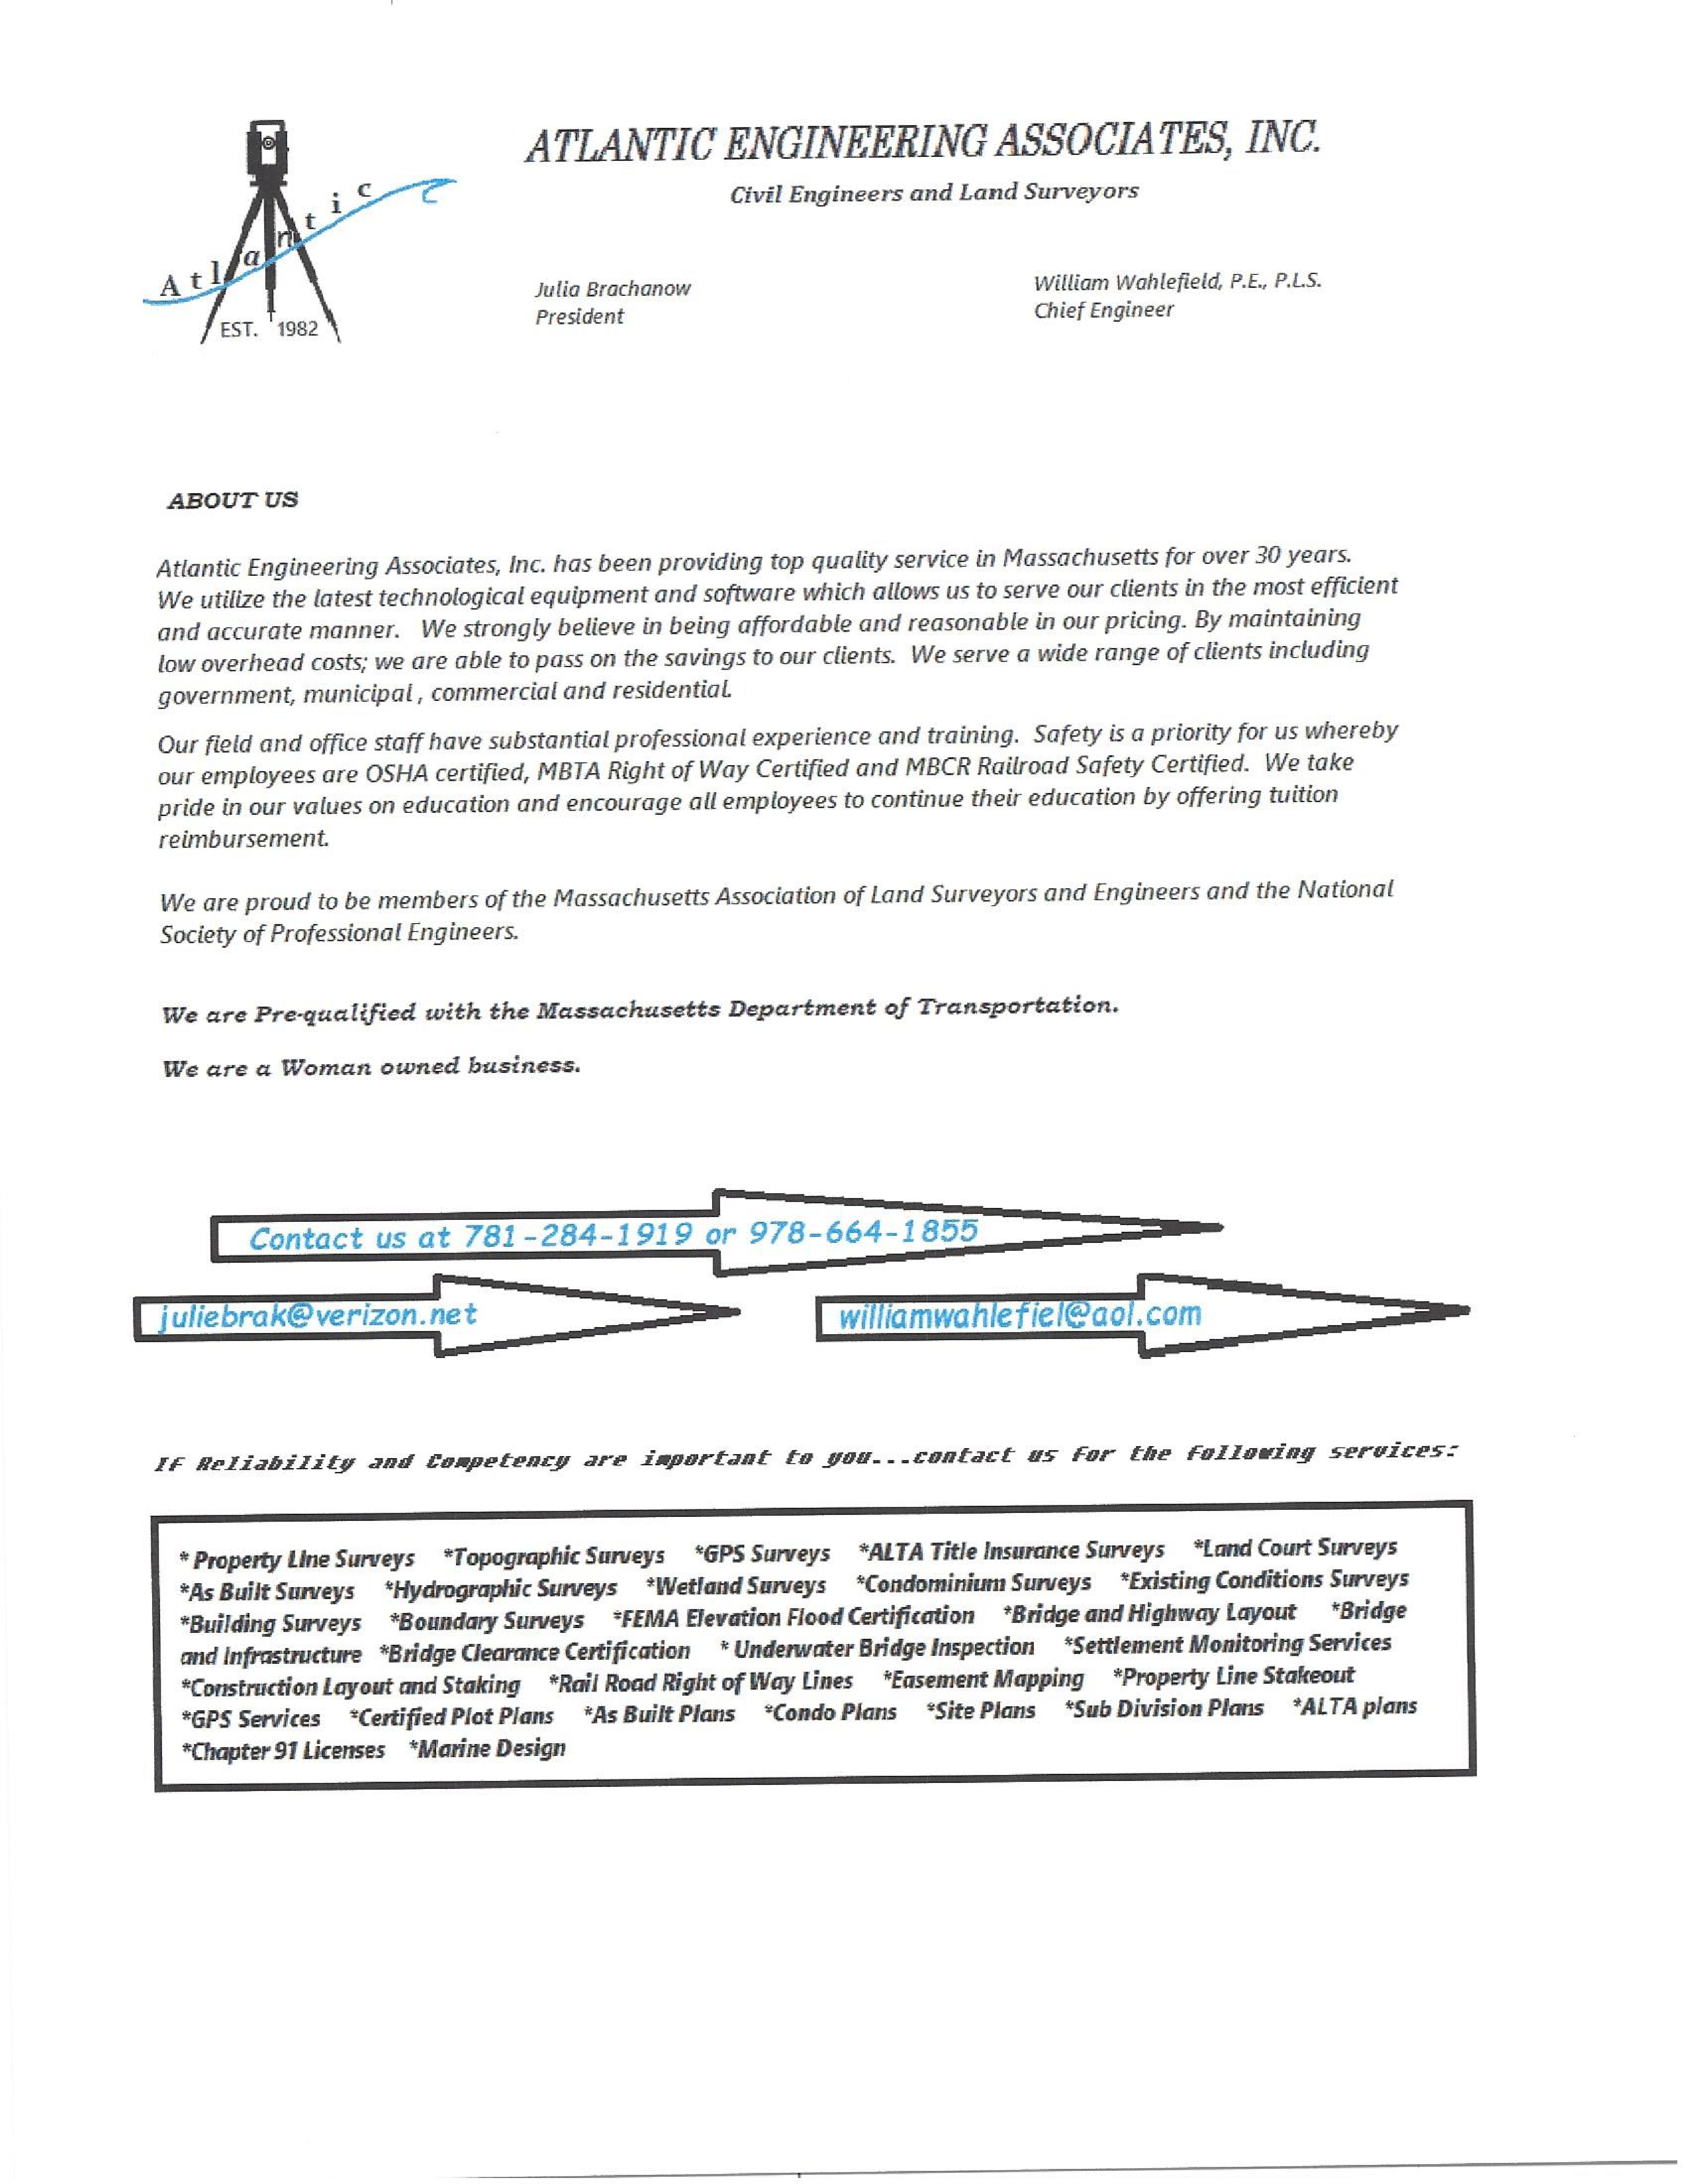 ATLANTIC ENGINEERING ASSOCIATES, INC.
Civil Engineers and Land Surveyors
Atlantic
EST. 1982
Julia Brachanow
President
William Wahlefield, P.E., P.L.S.
Chief Engineer
ABOUT US
Atlantic Engineering Associates, Inc. has been providing top quality service in Massachusetts for over 30 years.
We utilize the latest technological equipment and software which allows us to serve our clients in the most efficient
and accurate manner. We strongly believe in being affordable and reasonable in our pricing. By maintaining
low overhead costs; we are able to pass on the savings to our clients. We serve a wide range of clients including
government, municipal , commercial and residential.
Our field and office staff have substantial professional experience and training. Safety is a priority for us whereby
our employees are OSHA certified, MBTA Right of Way Certified and MBCR Railroad Safety Certified. We take
pride in our values on education and encourage all employees to continue their education by offering tuition
reimbursement.
We are proud to be members of the Massachusetts Association of Land Surveyors and Engineers and the National
Society of Professional Engineers.
We are Pre-qualified with the Massachusetts Department of Transportation.
We are a Woman owned business.
Contact us at 781-284-1919 or 978-664-1855
juliebrak@verizon.net
williamwahlefiel@aol.com
If Reliability and Competency are important to you...contact us for the following services:
* Property Line Surveys *Topographic Surveys *GPS Surveys *ALTA Title Insurance Surveys *Land Court Surveys
*As Built Surveys *Hydrographic Surveys *Wetland Surveys *Condominium Surveys *Existing Conditions Surveys
*Building Surveys *Boundary Surveys *FEMA Elevation Flood Certification *Bridge and Highway Layout *Bridge
and Infrastructure *Bridge Clearance Certification * Underwater Bridge Inspection *Settlement Monitoring Services
*Construction Layout and Staking *Rail Road Right of Way Lines *Easement Mapping *Property Line Stakeout
*GPS Services *Certified Plot Plans *As Built Plans *Condo Plans *Site Plans *Sub Division Plans *ALTA plans
*Chapter 91 Licenses *Marine Design